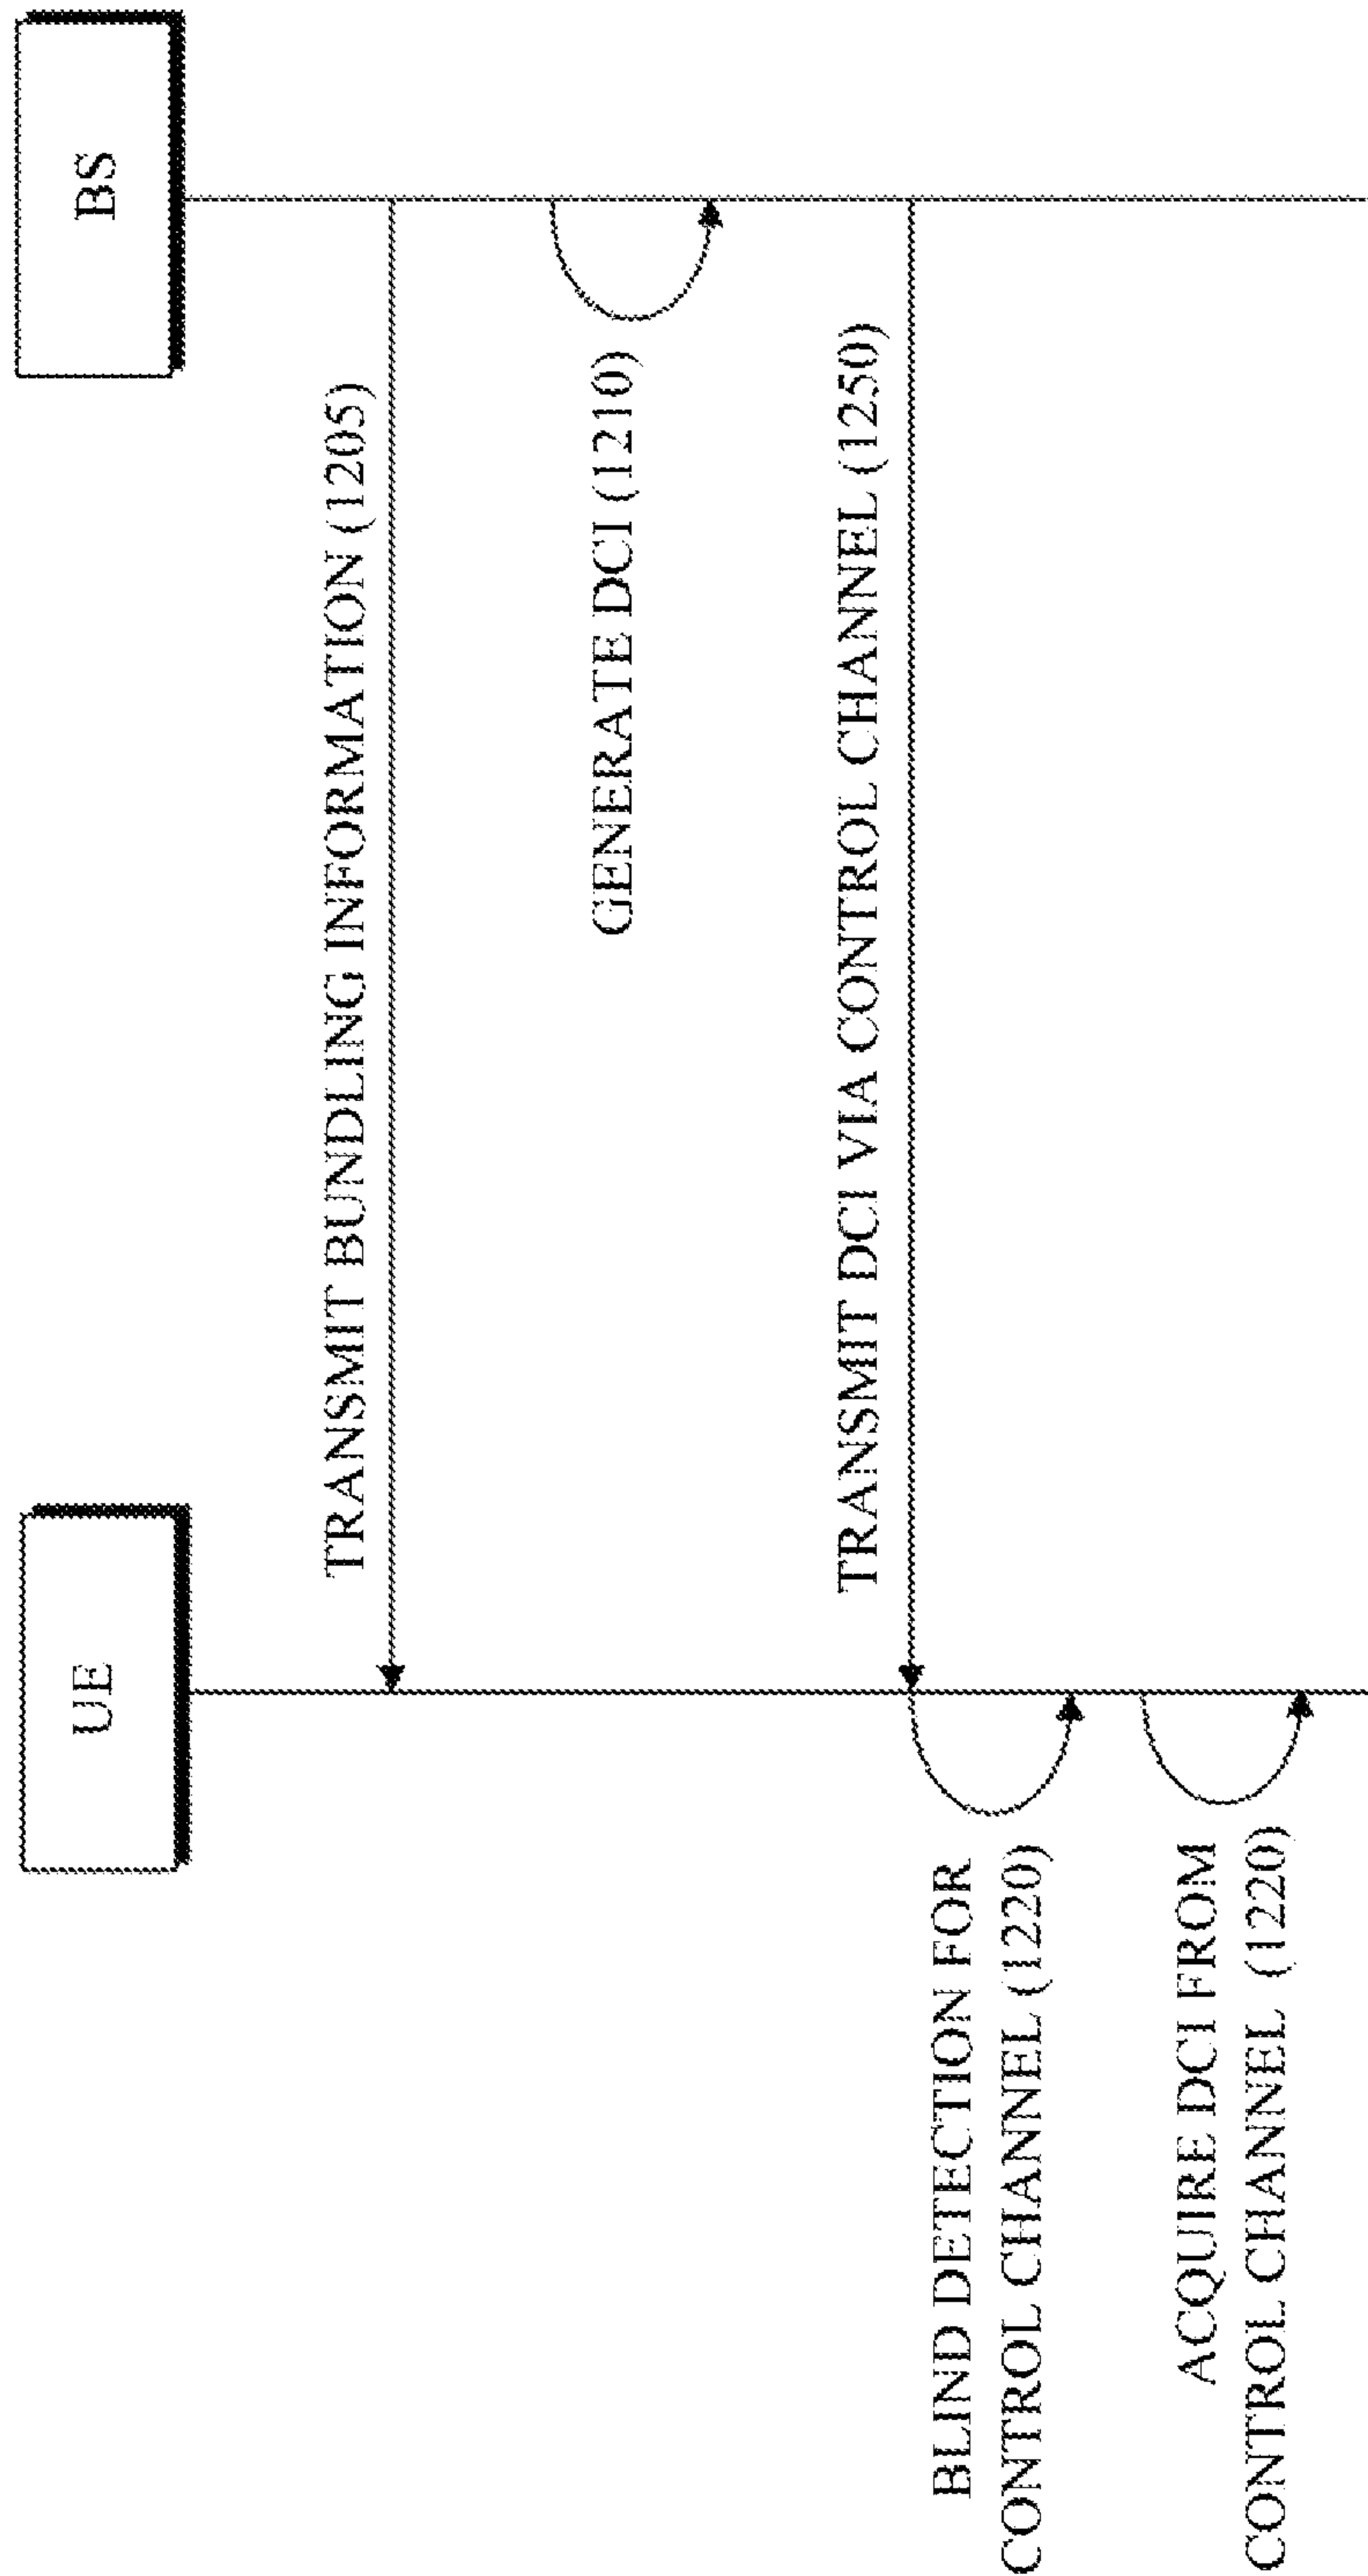 UE
BS
TRANSMIT BUNDLING INFORMATION (1205)
GENERATE DCI (1210)
TRANSMIT DCI VIA CONTROL CHANNEL (1250)
BLIND DETECTION FOR
CONTROL CHANNEL (1220)
ACQUIRE DCI FROM
CONTROL CHANNEL (1220)